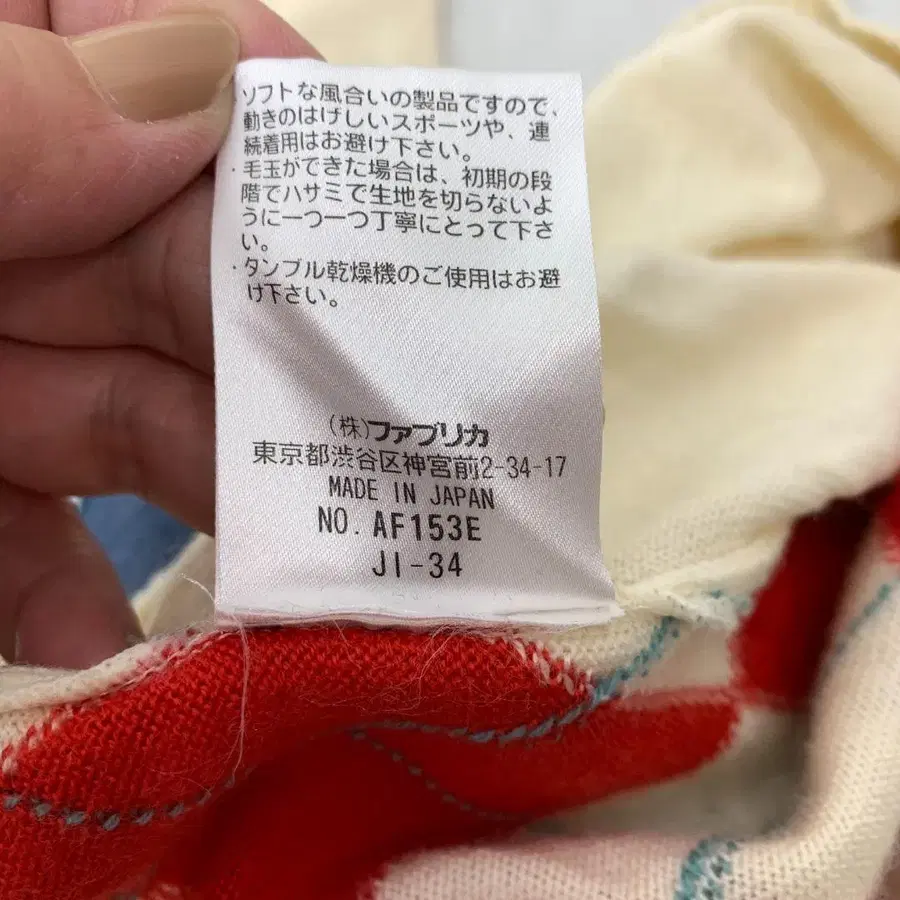 ソフトな風合いの製品ですので、
動きのはげしいスポーツや、連
続着用はお避け下さい。
・毛玉ができた場合は、初期の段
階でハサミで生地を切らないよ
うに一つ一つ丁寧にとって下さ
い。
・タンブル乾燥機のご使用はお避
け下さい。
(株)ファブリカ
東京都渋谷区神宮前2-34-17
MADE IN JAPAN
NO. AF153E
JI-34